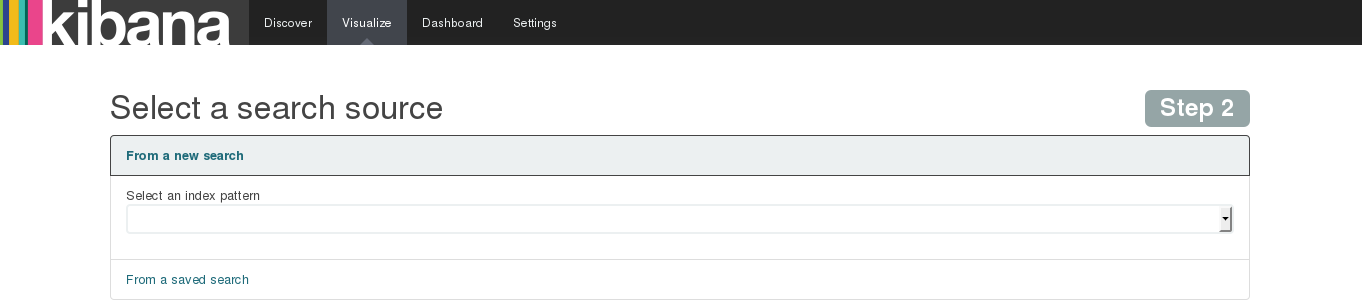 kibana Discover Visualize Dashboard Settings
Select a search source Step 2
From a new search
Select an index pattern
From a saved search